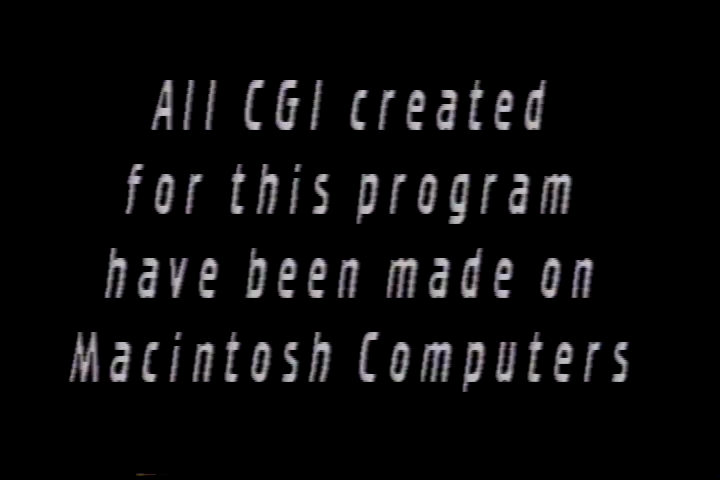 All CGI created
for this program
have been made on
Macintosh Computers